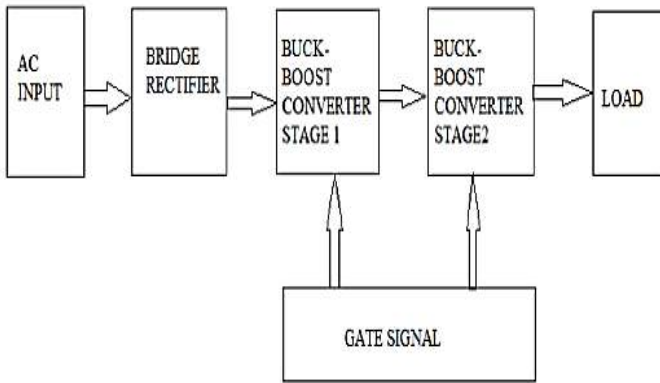 AC
INPUT
BRIDGE
RECTIFIER
BUCK-
BOOST
CONVERTER
STAGE 1
BUCK-
BOOST
CONVERTER
STAGE2
LOAD
GATE SIGNAL